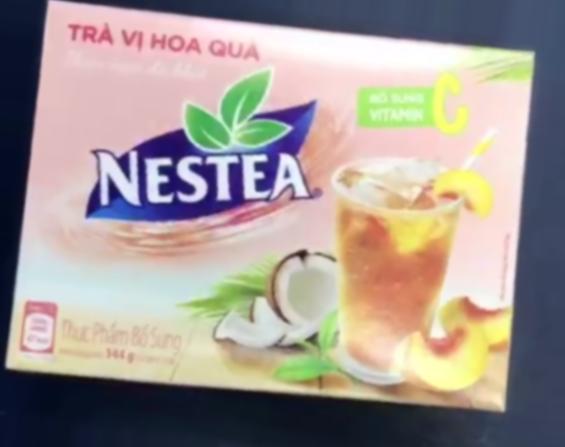 TRÀ VỊ HOA QUẢ
BỔ SUNG
VITAMIN C
NESTEA
Thực Phẩm Bổ Sung
144 g